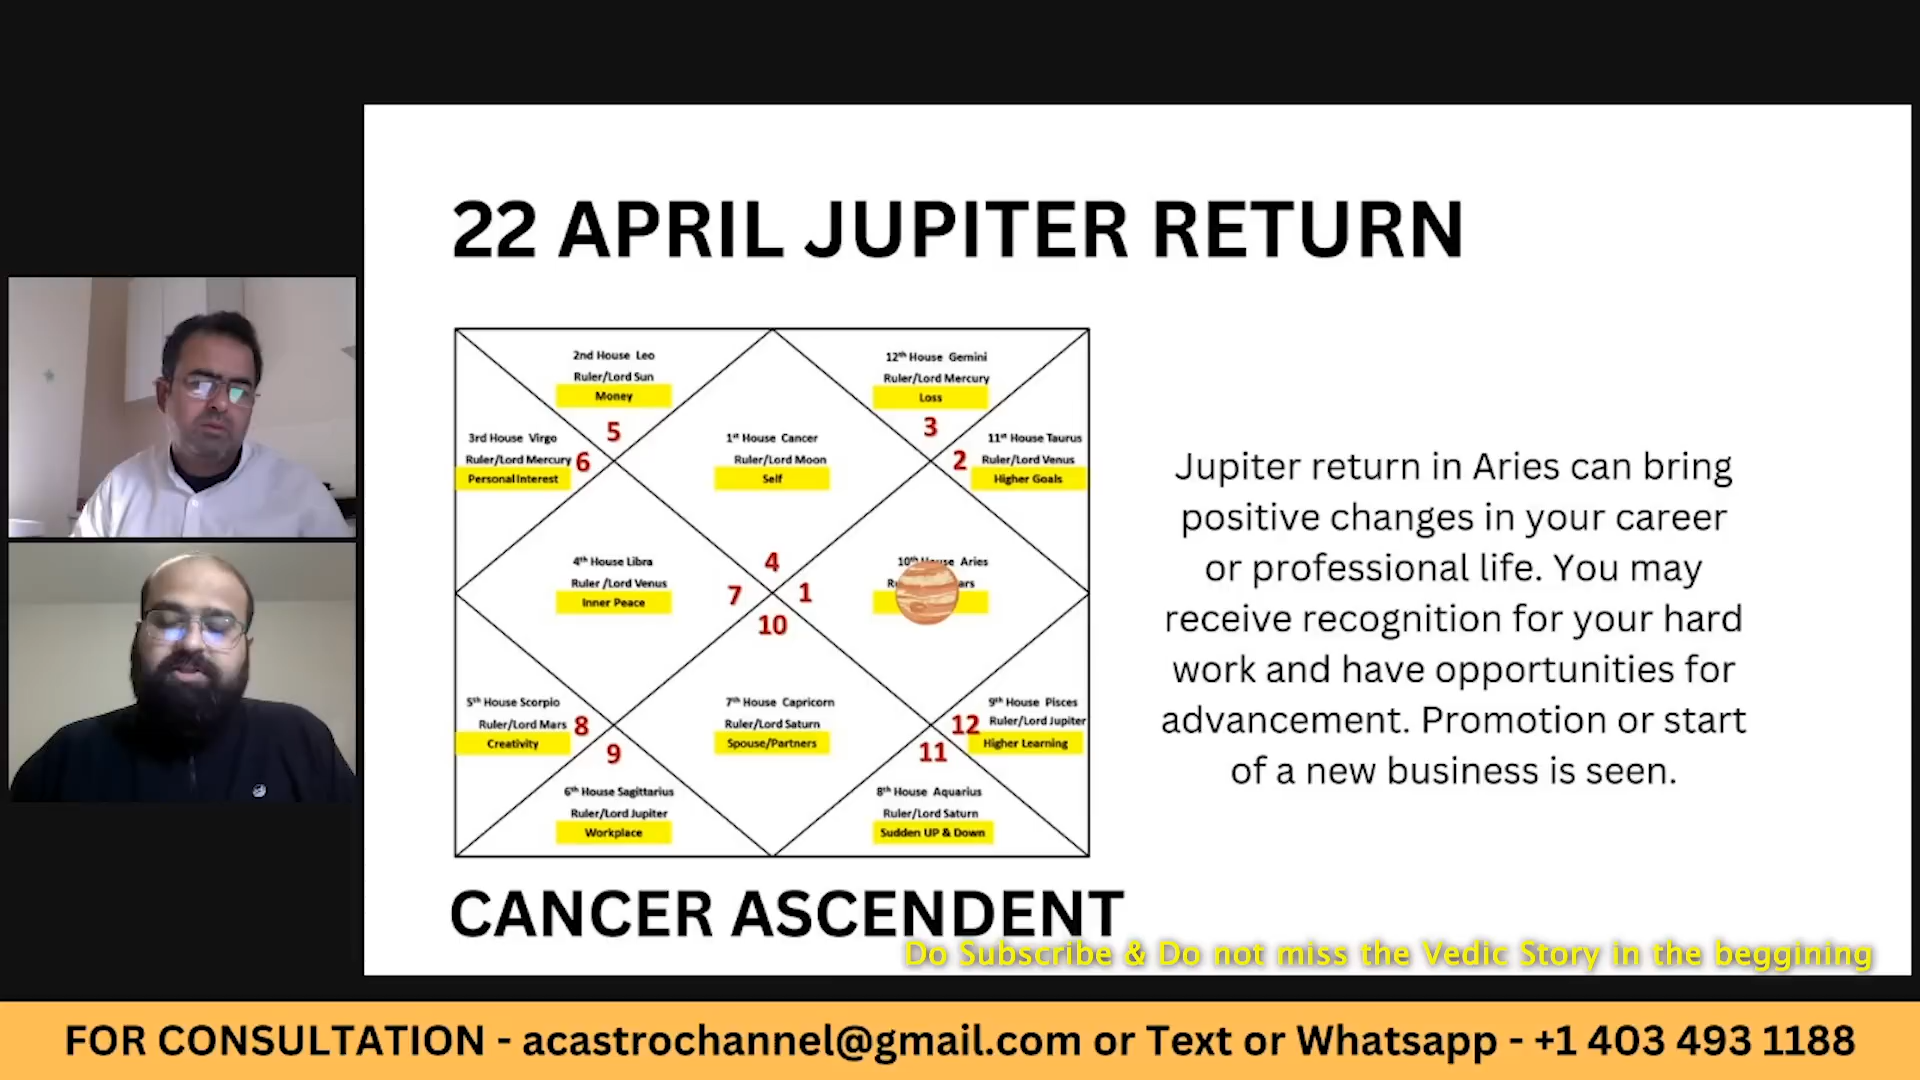 22 APRIL JUPITER RETURN
2nd House Leo
Ruler/Lord Sun
Money
5
12th House Gemini
Ruler/Lord Mercury
Loss
3
3rd House Virgo
Ruler/Lord Mercury
Personal Interest
6
1st House Cancer
Ruler/Lord Moon
Self
4
11st House Taurus
Ruler/Lord Venus
Higher Goals
2
4th House Libra
Ruler /Lord Venus
Inner Peace
7
10th Aries
1
10
5th House Scorpio
Ruler/Lord Mars
Creativity
8
7th House Capricorn
Ruler/Lord Saturn
Spouse/Partners
9th House Pisces
Ruler/Lord Jupiter
Higher Learning
12
9
6th House Sagittarius
Ruler/Lord Jupiter
Workplace
11
8th House Aquarius
Ruler/Lord Saturn
Sudden UP & Down
Jupiter return in Aries can bring
positive changes in your career
or professional life. You may
receive recognition for your hard
work and have opportunities for
advancement. Promotion or start
of a new business is seen.
CANCER ASCENDENT
Do Subscribe & Do not miss the Vedic Story in the beggining
FOR CONSULTATION - acastrochannel@gmail.com or Text or Whatsapp - +1 403 493 1188